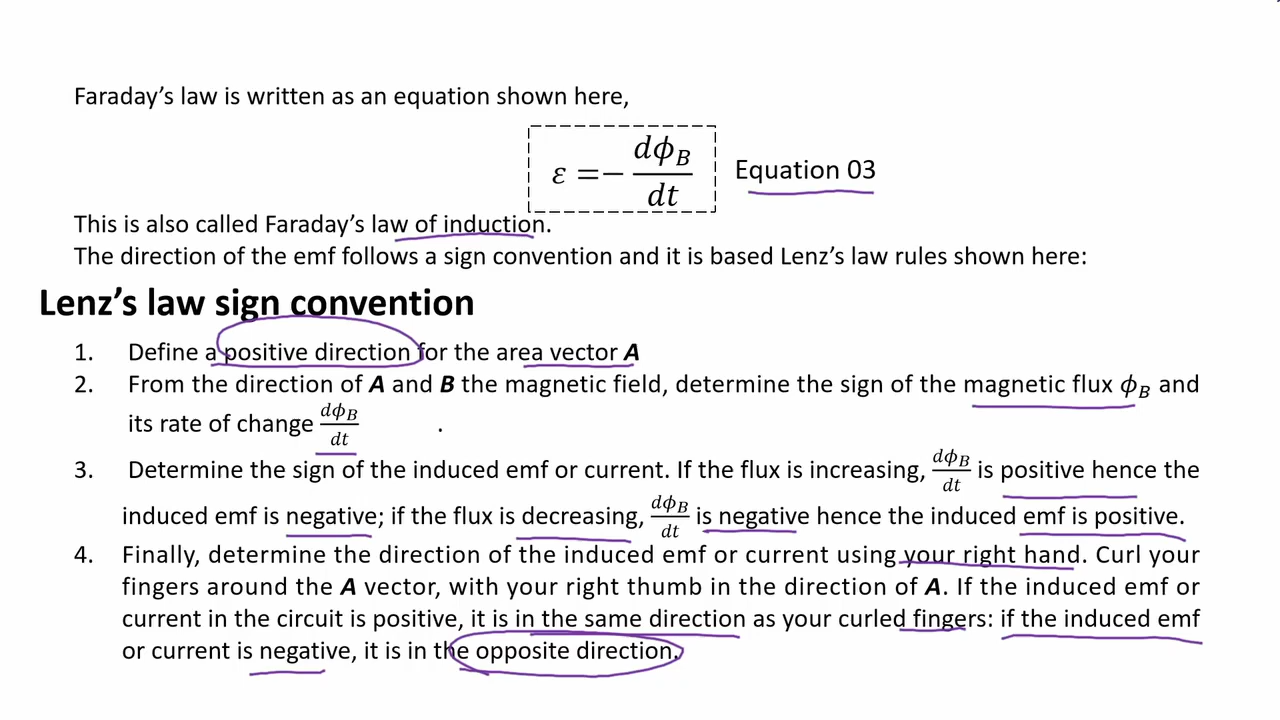 Faraday's law is written as an equation shown here,
ε = − dϕ_B/dt Equation 03
This is also called Faraday's law of induction.
The direction of the emf follows a sign convention and it is based Lenz's law rules shown here:
Lenz's law sign convention
1. Define a positive direction for the area vector A
2. From the direction of A and B the magnetic field, determine the sign of the magnetic flux ϕ_B and
its rate of change dϕ_B/dt .
3. Determine the sign of the induced emf or current. If the flux is increasing, dϕ_B/dt is positive hence the
induced emf is negative; if the flux is decreasing, dϕ_B/dt is negative hence the induced emf is positive.
4. Finally, determine the direction of the induced emf or current using your right hand. Curl your
fingers around the A vector, with your right thumb in the direction of A. If the induced emf or
current in the circuit is positive, it is in the same direction as your curled fingers: if the induced emf
or current is negative, it is in the opposite direction.